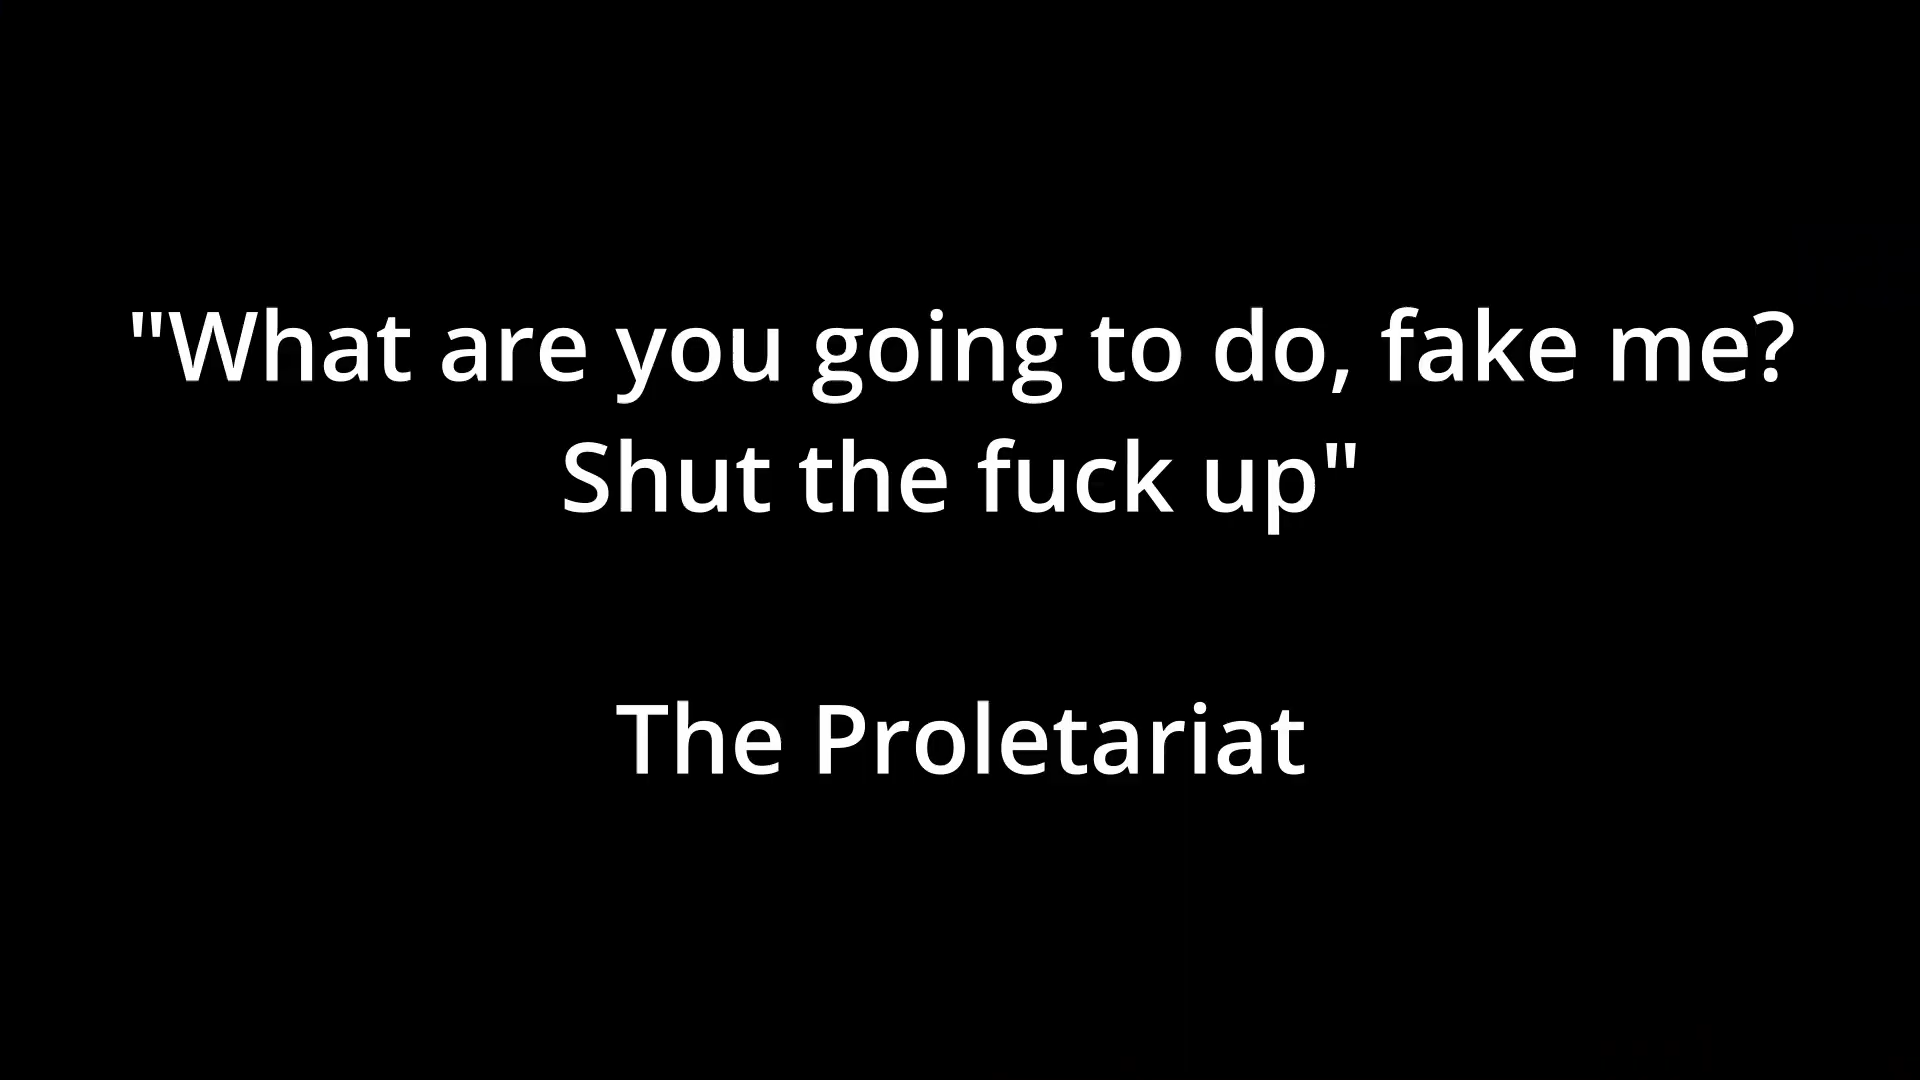 "What are you going to do, fake me?
Shut the fuck up"
The Proletariat